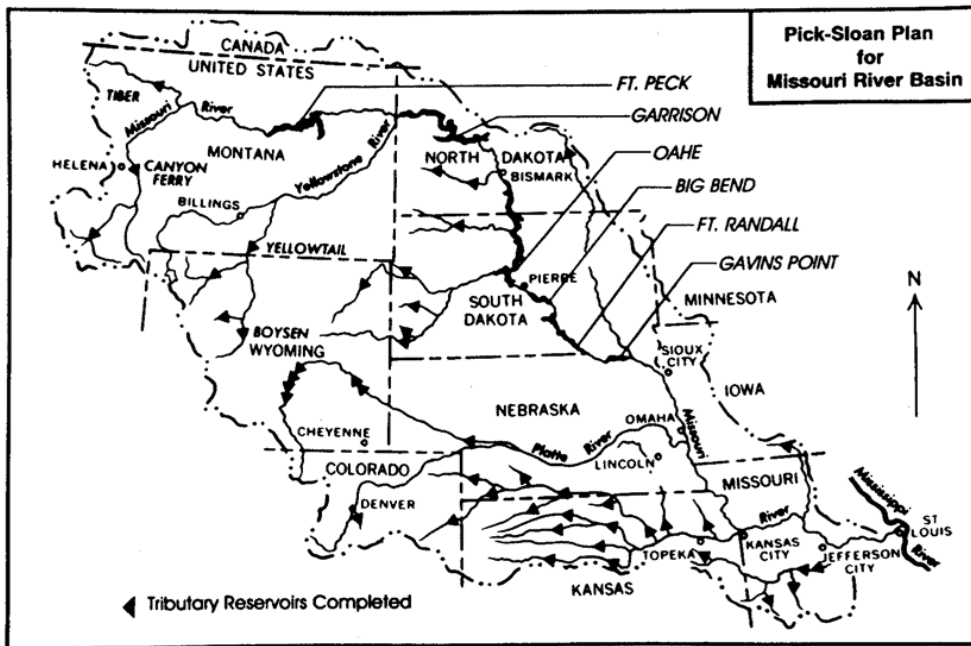 Pick-Sloan Plan
for
Missouri River Basin
CANADA
UNITED STATES
TIBER
Missouri River
FT. PECK
GARRISON
MONTANA
NORTH DAKOTA
HELENA
CANYON
FERRY
Yellowstone River
BISMARK
OAHE
BIG BEND
BILLINGS
FT. RANDALL
YELLOWTAIL
GAVINS POINT
PIERRE
SOUTH
DAKOTA
MINNESOTA
N
BOYSEN
WYOMING
SIOUX
CITY
IOWA
NEBRASKA
OMAHA
Missouri
CHEYENNE
Platte River
LINCOLN
COLORADO
MISSOURI
DENVER
River
Mississippi
River
ST
LOUIS
TOPEKA
KANSAS
CITY
JEFFERSON
CITY
KANSAS
Tributary Reservoirs Completed